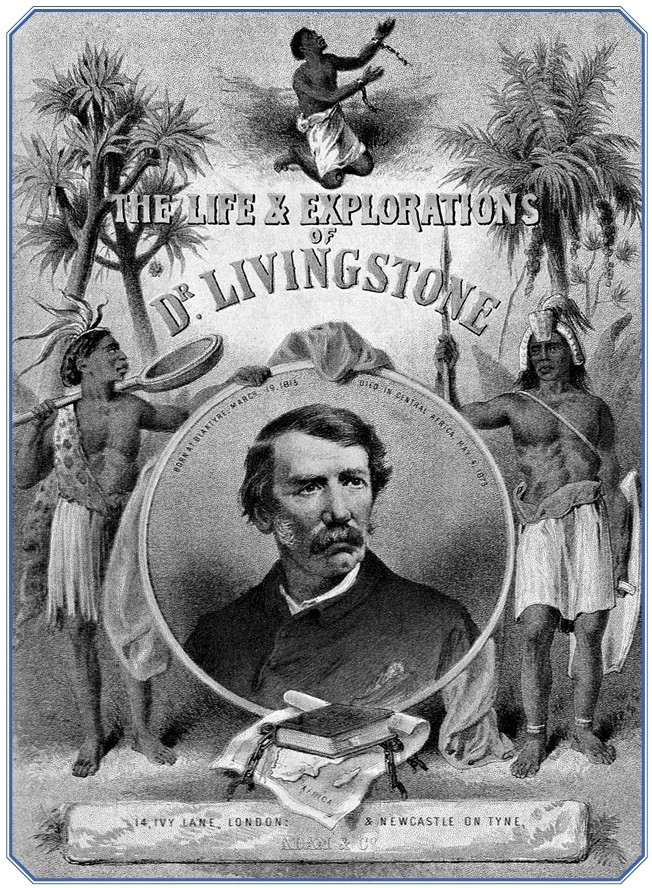 THE LIFE & EXPLORATIONS
OF
DR. LIVINGSTONE
BORN AT BLANTYRE, MARCH, 19, 1813
DIED IN CENTRAL AFRICA, MAY, 4, 1873
AFRICA
14, IVY LANE, LONDON: & NEWCASTLE ON TYNE.
ADAM & CO